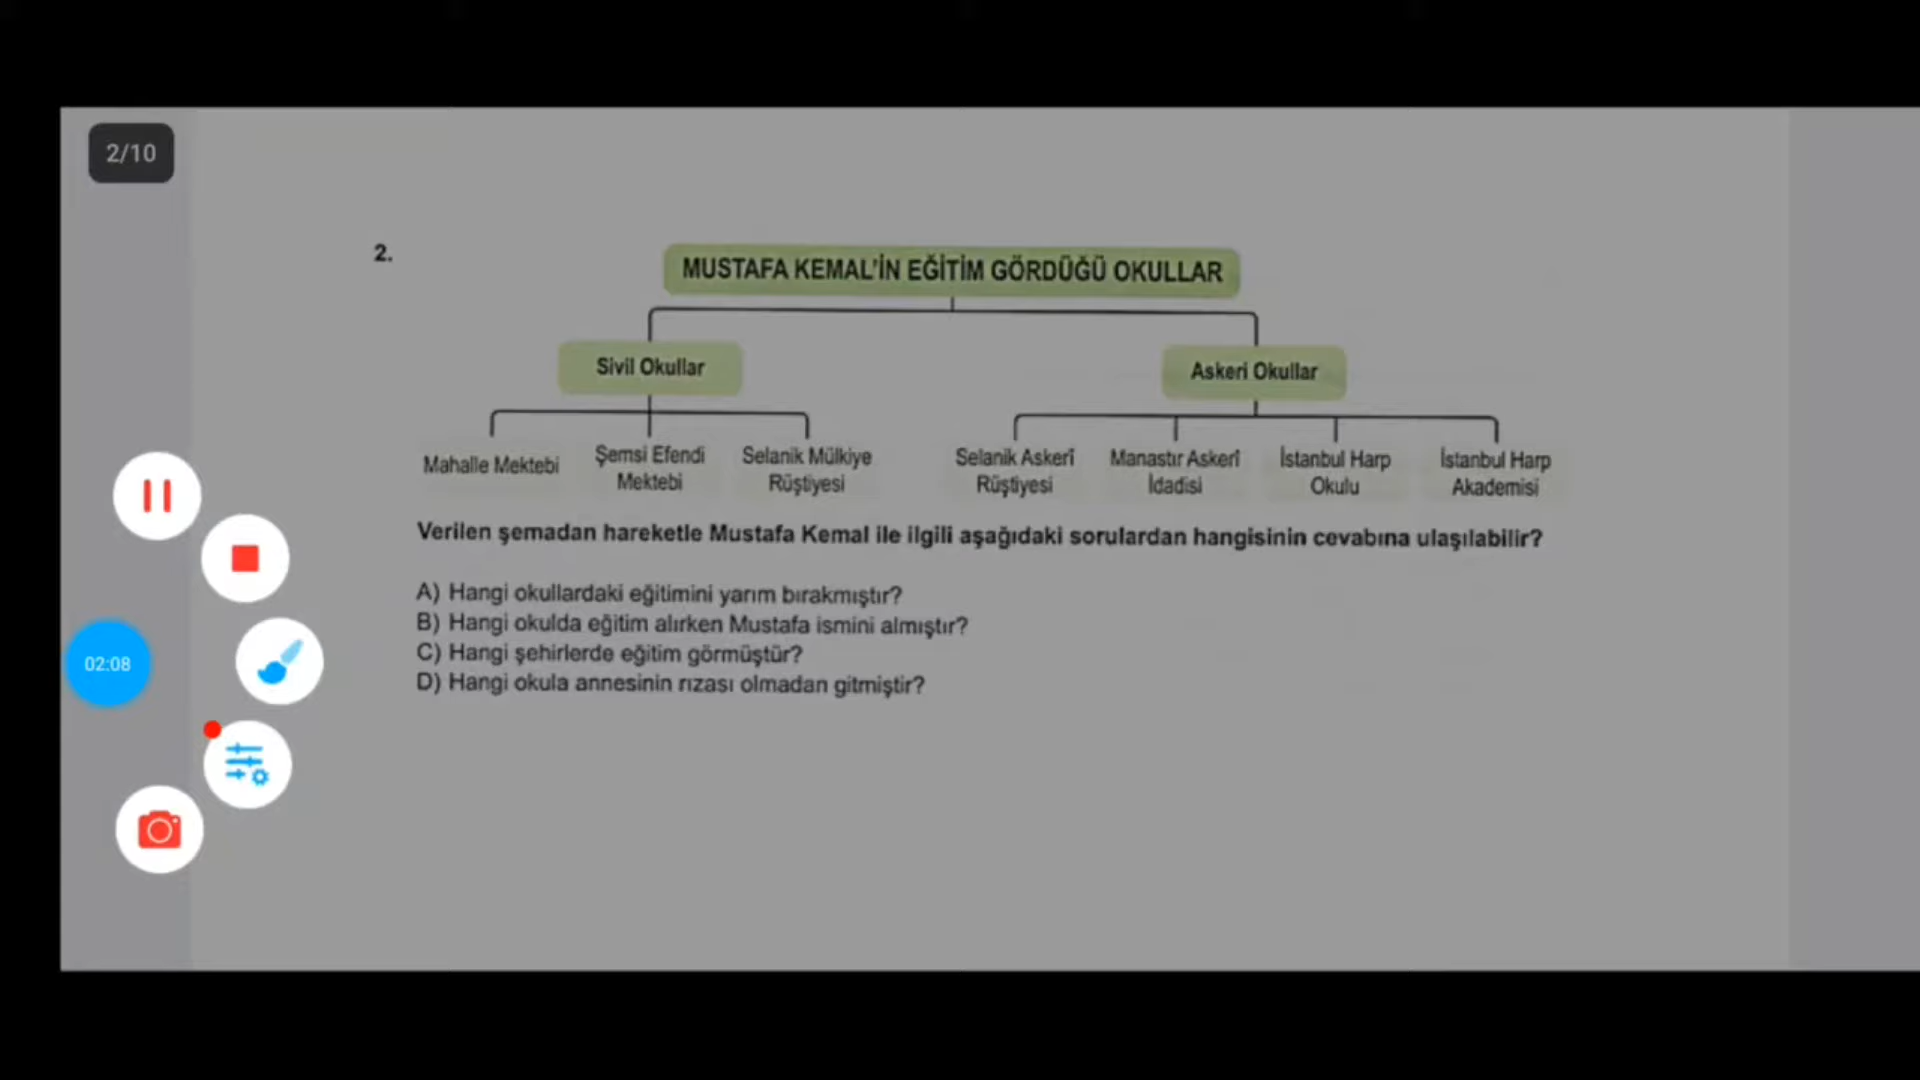 2/10
2.
MUSTAFA KEMAL'İN EĞİTİM GÖRDÜĞÜ OKULLAR
Sivil Okullar
Askeri Okullar
Mahalle Mektebi
Şemsi Efendi
Mektebi
Selanik Mülkiye
Rüştiyesi
Selanik Askerî
Rüştiyesi
Manastır Askerî
İdadisi
İstanbul Harp
Okulu
İstanbul Harp
Akademisi
Verilen şemadan hareketle Mustafa Kemal ile ilgili aşağıdaki sorulardan hangisinin cevabına ulaşılabilir?
A) Hangi okullardaki eğitimini yarım bırakmıştır?
B) Hangi okulda eğitim alırken Mustafa ismini almıştır?
C) Hangi şehirlerde eğitim görmüştür?
D) Hangi okula annesinin rızası olmadan gitmiştir?
02:08